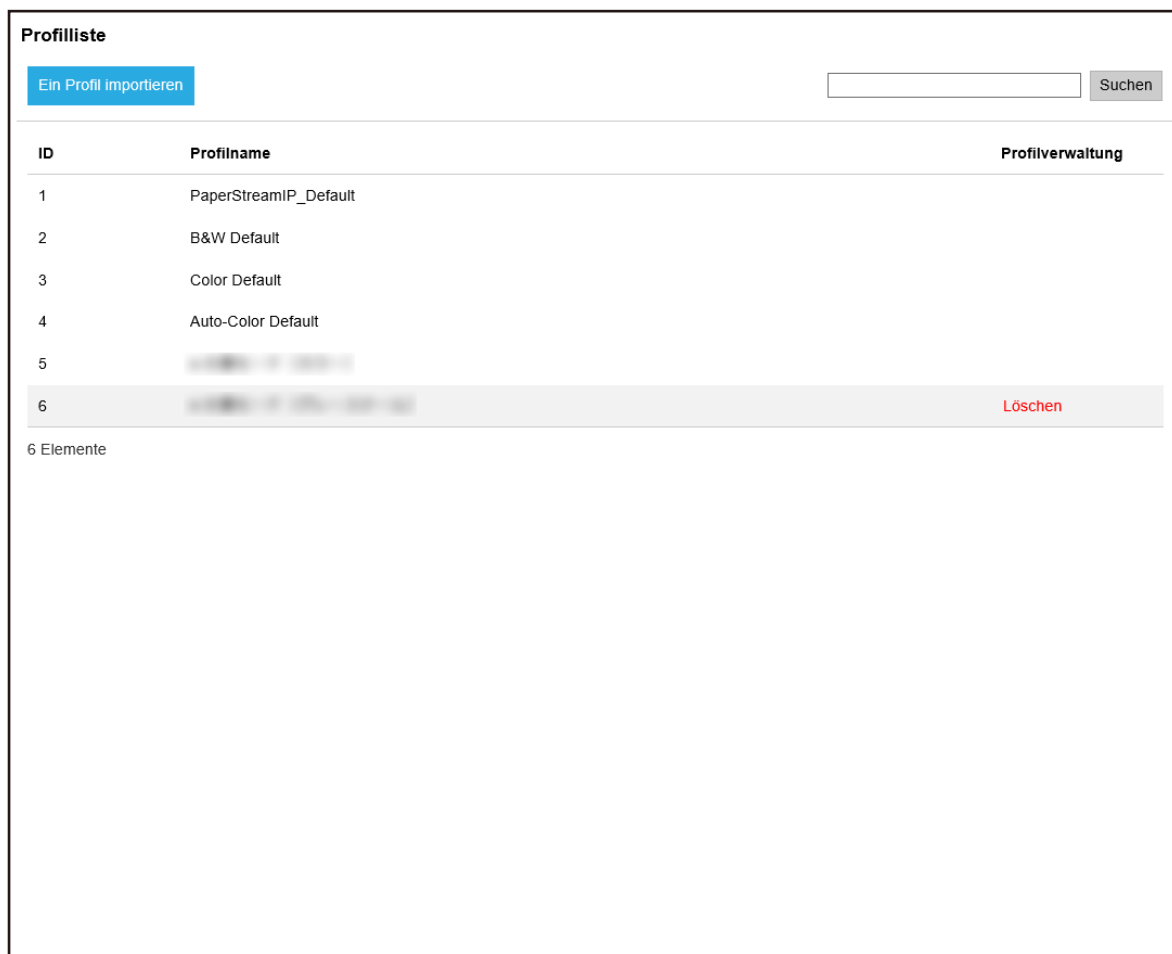 Profilliste
Ein Profil importieren Suchen
ID Profilname Profilverwaltung
1 PaperStreamIP_Default
2 B&W Default
3 Color Default
4 Auto-Color Default
5
6 Löschen
6 Elemente